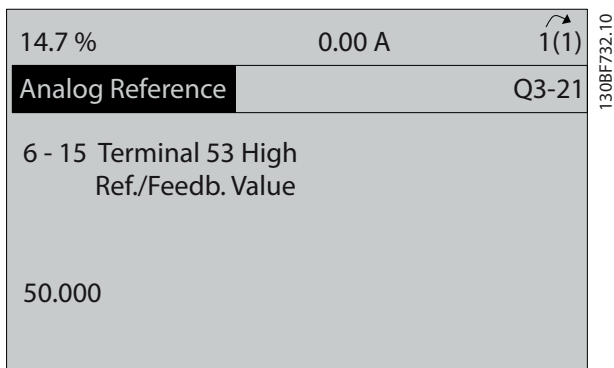 14.7 %
0.00 A
1(1)
Analog Reference
Q3-21
6 - 15 Terminal 53 High
Ref./Feedb. Value
50.000
130BF732.10